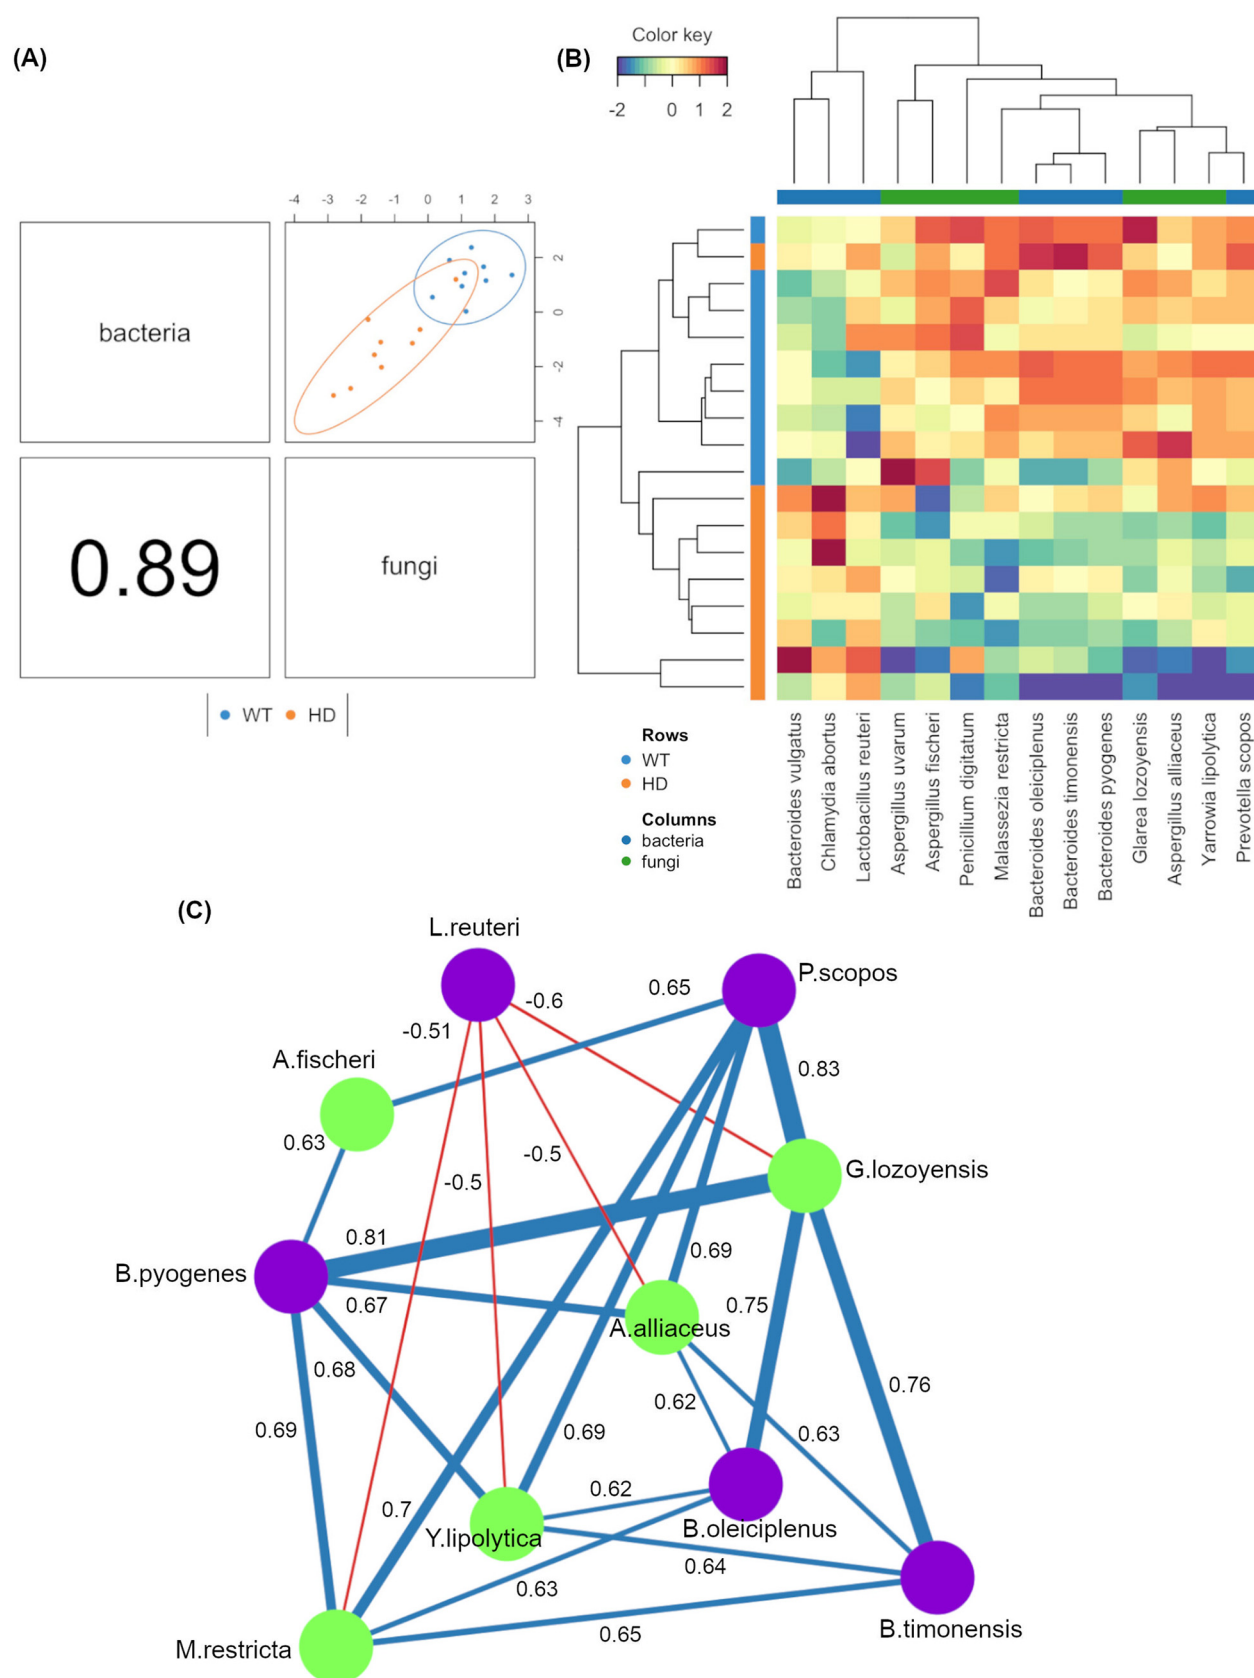 (A)
(B)
Color key
-2 0 1 2
-4 -3 -2 -1 0 1 2 3
2
0
-2
-4
bacteria
0.89
fungi
WT HD
Rows
WT
HD
Columns
bacteria
fungi
Bacteroides vulgatus
Chlamydia abortus
Lactobacillus reuteri
Aspergillus uvarum
Aspergillus fischeri
Penicillium digitatum
Malassezia restricta
Bacteroides oleiciplenus
Bacteroides timonensis
Bacteroides pyogenes
Glarea lozoyensis
Aspergillus alliaceus
Yarrowia lipolytica
Prevotella scopos
(C)
L.reuteri
P.scopos
0.65
-0.6
-0.51
A.fischeri
0.83
0.63
-0.5
-0.5
G.lozoyensis
0.81
0.69
B.pyogenes
0.67
0.75
A.alliaceus
0.68
0.76
0.62
0.69
0.69
0.63
0.62
0.7
B.oleiciplenus
Y.lipolytica
0.64
0.63
B.timonensis
0.65
M.restricta